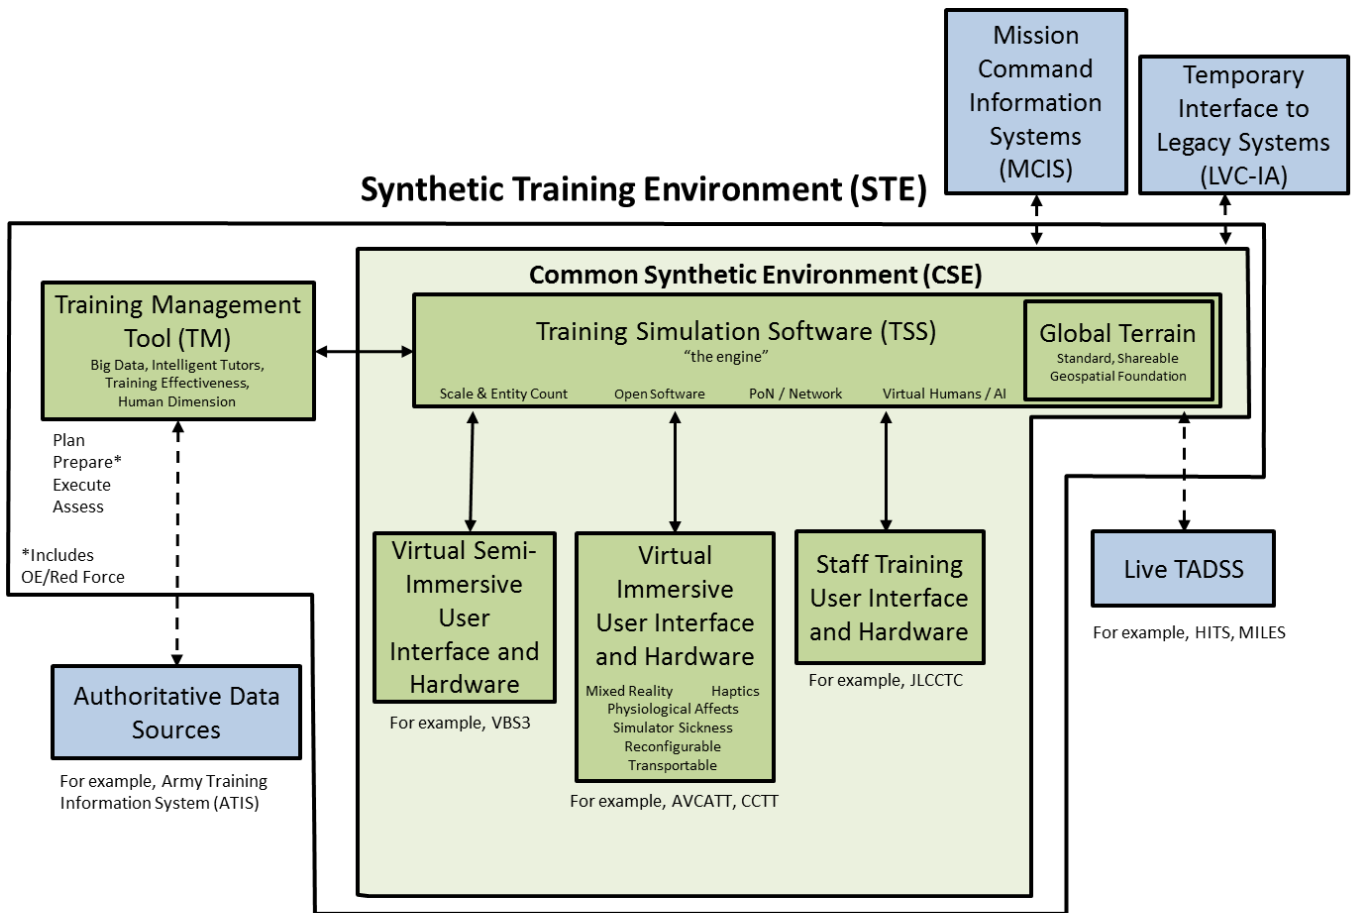 Mission
Command
Information
Systems
(MCIS)
Temporary
Interface to
Legacy Systems
(LVC-IA)
Synthetic Training Environment (STE)
Common Synthetic Environment (CSE)
Training Management
Tool (TM)
Big Data, Intelligent Tutors,
Training Effectiveness,
Human Dimension
Training Simulation Software (TSS)
“the engine”
Scale & Entity Count
Open Software
PoN / Network
Virtual Humans / AI
Global Terrain
Standard, Shareable
Geospatial Foundation
Plan
Prepare*
Execute
Assess
*Includes
OE/Red Force
Virtual Semi-
Immersive
User
Interface and
Hardware
For example, VBS3
Virtual
Immersive
User Interface
and Hardware
Mixed Reality Haptics
Physiological Affects
Simulator Sickness
Reconfigurable
Transportable
For example, AVCATT, CCTT
Staff Training
User Interface
and Hardware
For example, JLCCTC
Live TADSS
For example, HITS, MILES
Authoritative Data
Sources
For example, Army Training
Information System (ATIS)